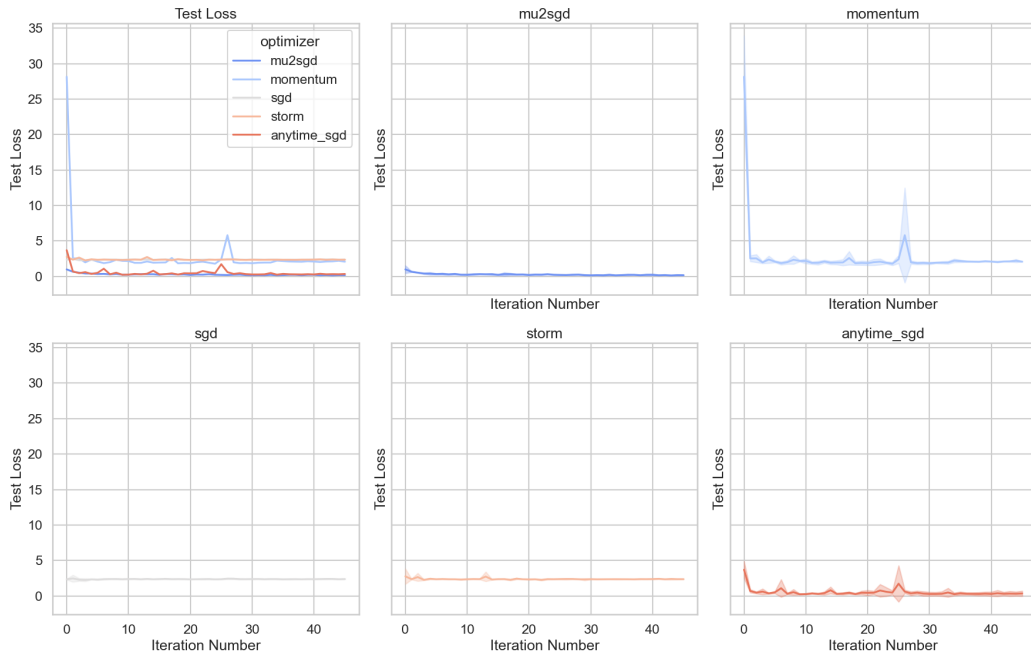 Test Loss
mu2sgd
momentum
35
30
25
20
15
10
5
0
Test Loss
optimizer
mu2sgd
momentum
sgd
storm
anytime_sgd
Test Loss
Iteration Number
Test Loss
Iteration Number
sgd
storm
anytime_sgd
35
30
25
20
15
10
5
0
Test Loss
0 10 20 30 40
Iteration Number
Test Loss
0 10 20 30 40
Iteration Number
Test Loss
0 10 20 30 40
Iteration Number